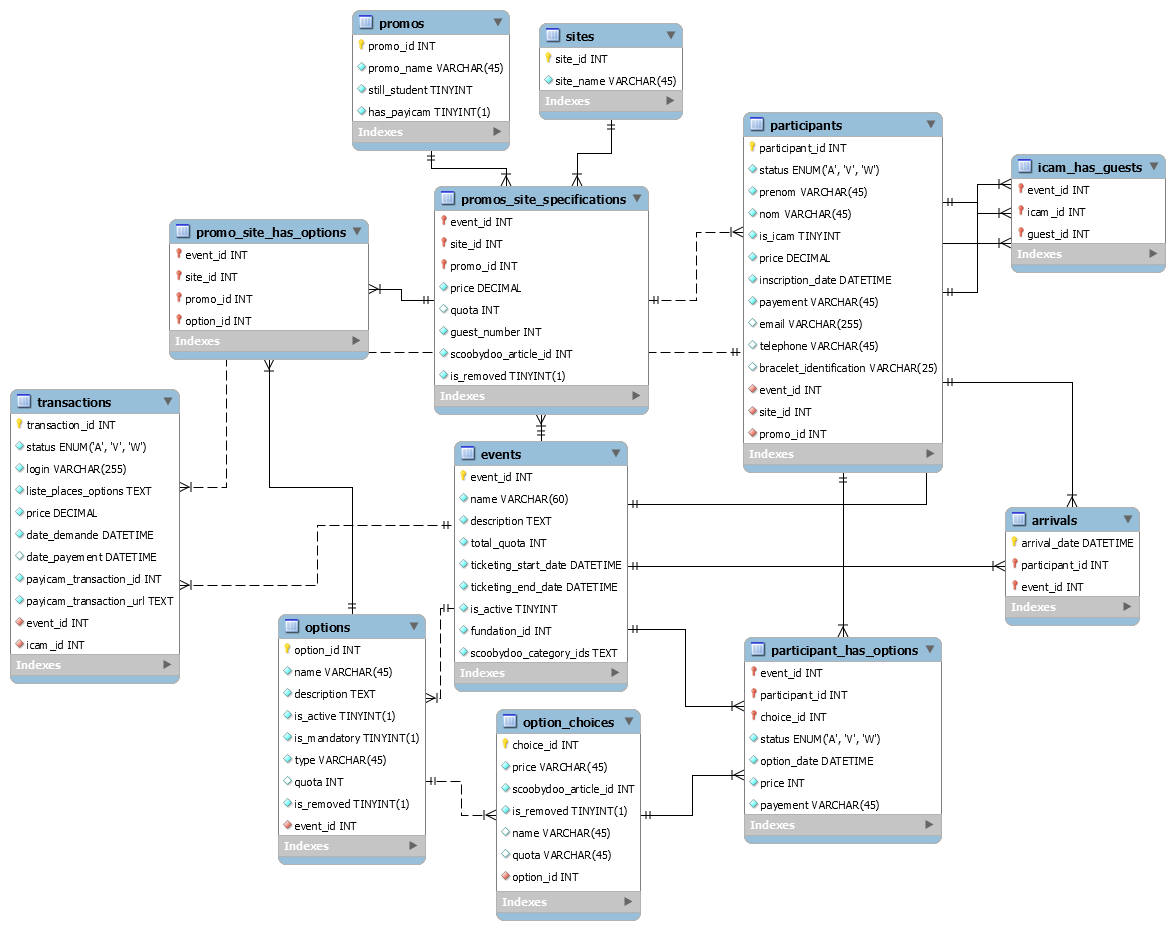 promos
promo_id INT
promo_name VARCHAR(45)
still_student TINYINT
has_payicam TINYINT(1)
Indexes
sites
site_id INT
site_name VARCHAR(45)
Indexes
participants
participant_id INT
status ENUM('A', 'V', 'W')
prenom VARCHAR(45)
nom VARCHAR(45)
is_icam TINYINT
price DECIMAL
inscription_date DATETIME
payement VARCHAR(45)
email VARCHAR(255)
telephone VARCHAR(45)
bracelet_identification VARCHAR(25)
event_id INT
site_id INT
promo_id INT
Indexes
icam_has_guests
event_id INT
icam_id INT
guest_id INT
Indexes
promos_site_specifications
event_id INT
site_id INT
promo_id INT
price DECIMAL
quota INT
guest_number INT
scoobydoo_article_id INT
is_removed TINYINT(1)
Indexes
promo_site_has_options
event_id INT
site_id INT
promo_id INT
option_id INT
Indexes
transactions
transaction_id INT
status ENUM('A', 'V', 'W')
login VARCHAR(255)
liste_places_options TEXT
price DECIMAL
date_demande DATETIME
date_payement DATETIME
payicam_transaction_id INT
payicam_transaction_url TEXT
event_id INT
icam_id INT
Indexes
events
event_id INT
name VARCHAR(60)
description TEXT
total_quota INT
ticketing_start_date DATETIME
ticketing_end_date DATETIME
is_active TINYINT
fundation_id INT
scoobydoo_category_ids TEXT
Indexes
arrivals
arrival_date DATETIME
participant_id INT
event_id INT
Indexes
options
option_id INT
name VARCHAR(45)
description TEXT
is_active TINYINT(1)
is_mandatory TINYINT(1)
type VARCHAR(45)
quota INT
is_removed TINYINT(1)
event_id INT
Indexes
option_choices
choice_id INT
price VARCHAR(45)
scoobydoo_article_id INT
is_removed TINYINT(1)
name VARCHAR(45)
quota VARCHAR(45)
option_id INT
Indexes
participant_has_options
event_id INT
participant_id INT
choice_id INT
status ENUM('A', 'V', 'W')
option_date DATETIME
price INT
payement VARCHAR(45)
Indexes